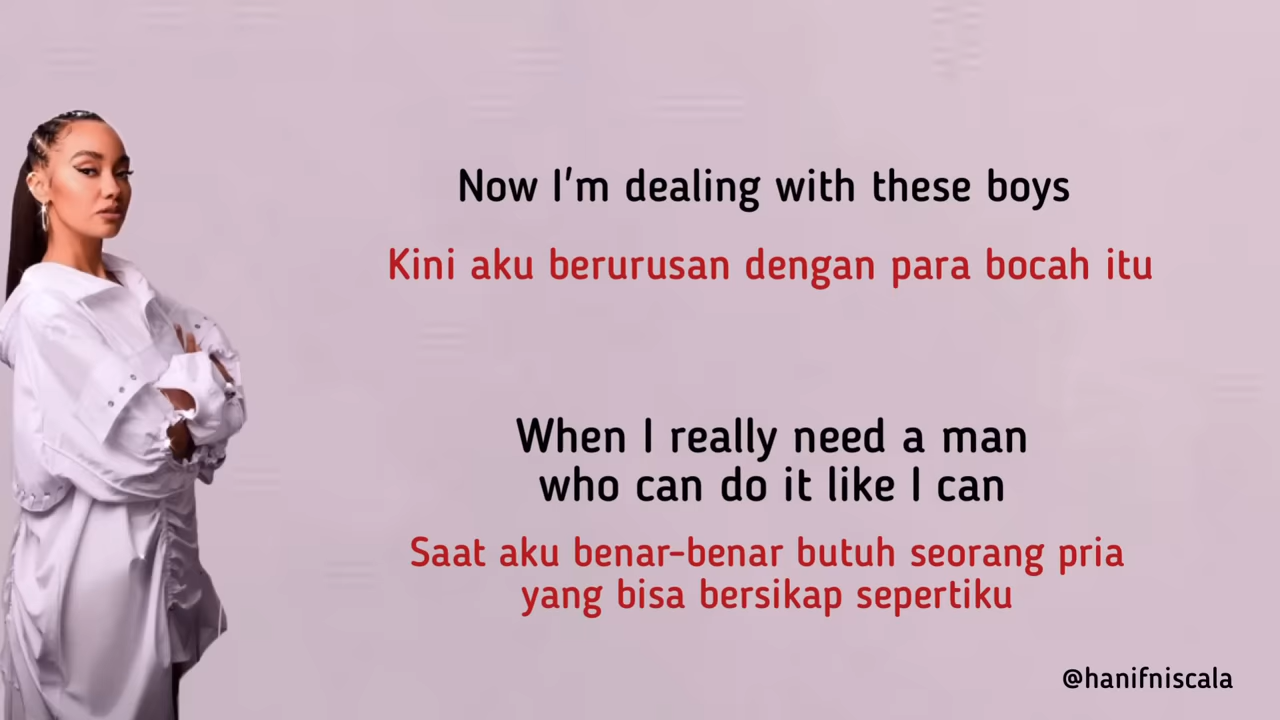 Now I'm dealing with these boys
Kini aku berurusan dengan para bocah itu
When I really need a man
who can do it like I can
Saat aku benar-benar butuh seorang pria
yang bisa bersikap sepertiku
@hanifniscala